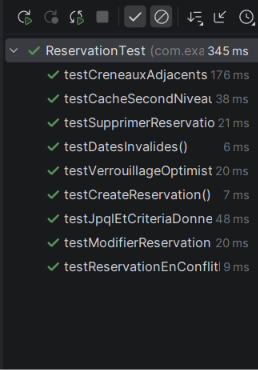 ReservationTest (com.exa 345 ms
testCreneauxAdjacents 176 ms
testCacheSecondNiveau 38 ms
testSupprimerReservatio 21 ms
testDatesInvalides() 6 ms
testVerrouillageOptimist 20 ms
testCreateReservation() 7 ms
testJpqlEtCriteriaDonne 48 ms
testModifierReservation 20 ms
testReservationEnConflit 9 ms